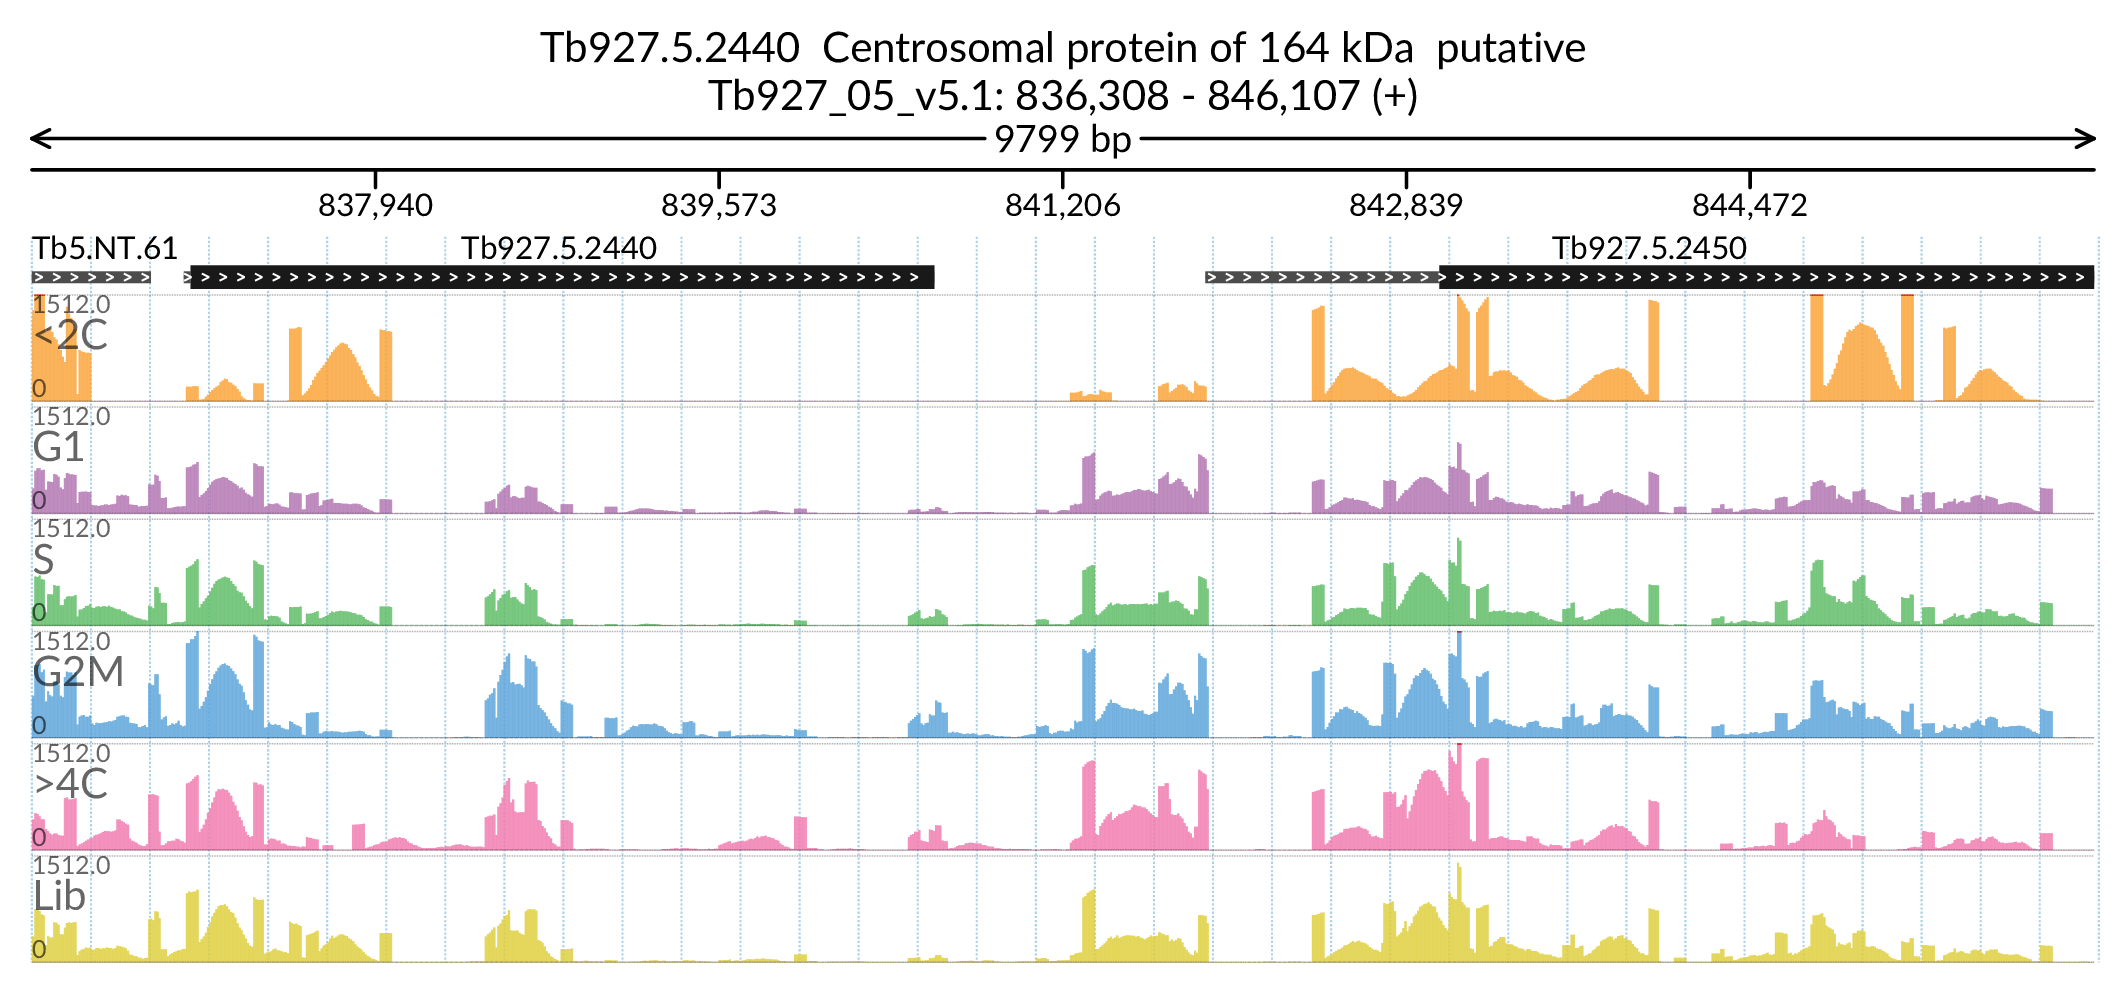 Tb927.5.2440  Centrosomal protein of 164 kDa  putative
Tb927_05_v5.1: 836,308 - 846,107 (+)
9799 bp
837,940 839,573 841,206 842,839 844,472
Tb5.NT.61 Tb927.5.2440 Tb927.5.2450
1512.0
<2C
0
1512.0
G1
0
1512.0
S
0
1512.0
G2M
0
1512.0
>4C
0
1512.0
Lib
0